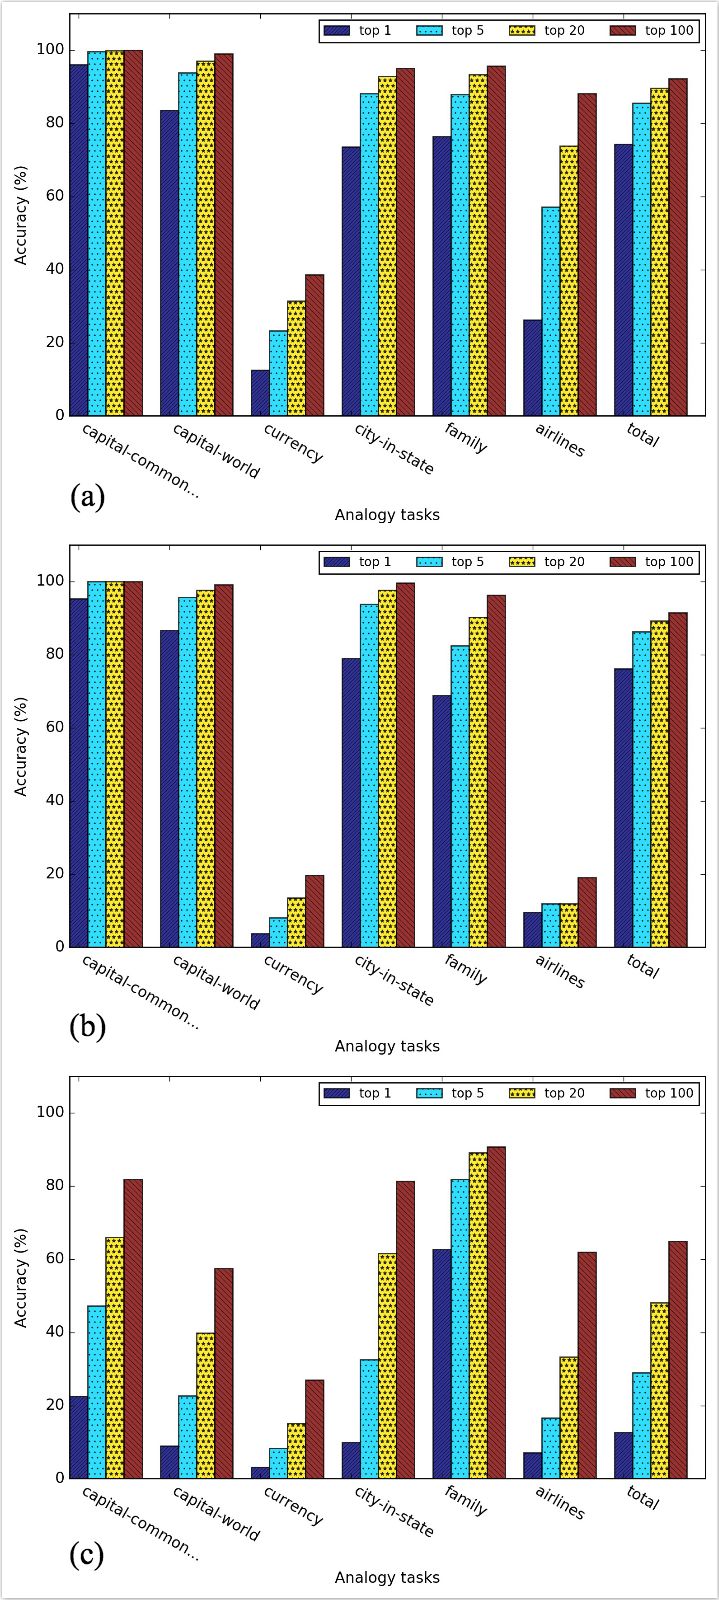 top 1 top 5 top 20 top 100
100
80
60
40
20
0
Accuracy (%)
capital-common... capital-world currency city-in-state family airlines total
(a)
Analogy tasks
top 1 top 5 top 20 top 100
100
80
60
40
20
0
Accuracy (%)
capital-common... capital-world currency city-in-state family airlines total
(b)
Analogy tasks
top 1 top 5 top 20 top 100
100
80
60
40
20
0
Accuracy (%)
capital-common... capital-world currency city-in-state family airlines total
(c)
Analogy tasks